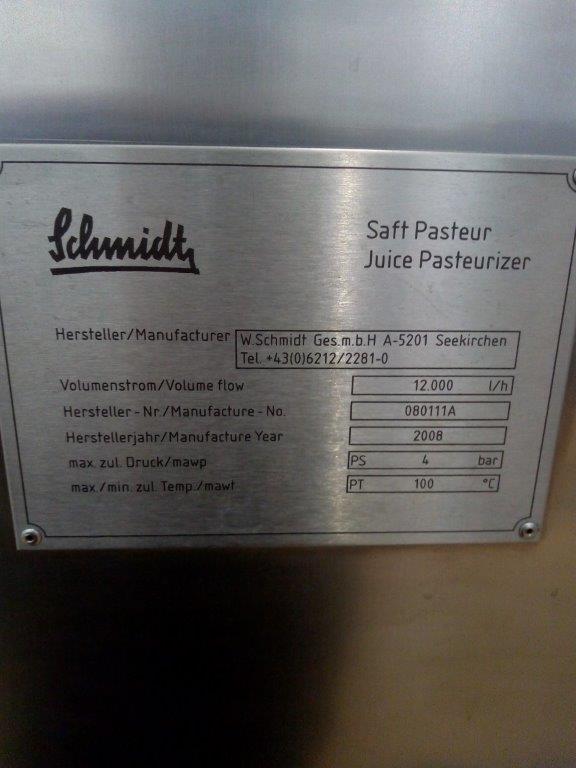 Schmidt
Saft Pasteur
Juice Pasteurizer
Hersteller/Manufacturer W.Schmidt Ges.m.b.H A-5201 Seekirchen
Tel. +43(0)6212/2281-0
Volumenstrom/Volume flow 12.000 l/h
Hersteller - Nr./Manufacture - No. 080111A
Herstellerjahr/Manufacture Year 2008
max. zul. Druck/mawp PS 4 bar
max./min. zul. Temp./mawt PT 100 °C